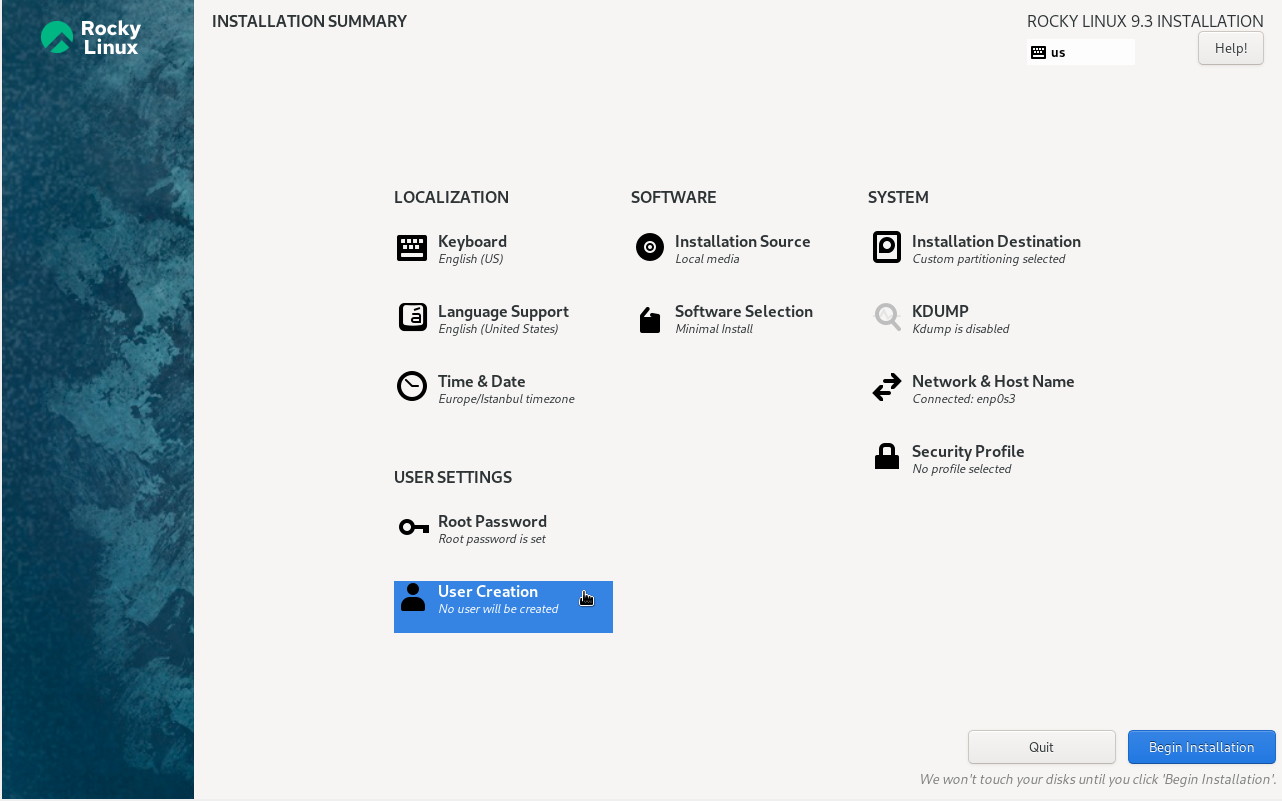 Rocky
Linux
INSTALLATION SUMMARY
ROCKY LINUX 9.3 INSTALLATION
us
Help!
LOCALIZATION
Keyboard
English (US)
Language Support
English (United States)
Time & Date
Europe/Istanbul timezone
SOFTWARE
Installation Source
Local media
Software Selection
Minimal Install
SYSTEM
Installation Destination
Custom partitioning selected
KDUMP
Kdump is disabled
Network & Host Name
Connected: enp0s3
Security Profile
No profile selected
USER SETTINGS
Root Password
Root password is set
User Creation
No user will be created
Quit
Begin Installation
We won't touch your disks until you click 'Begin Installation'.